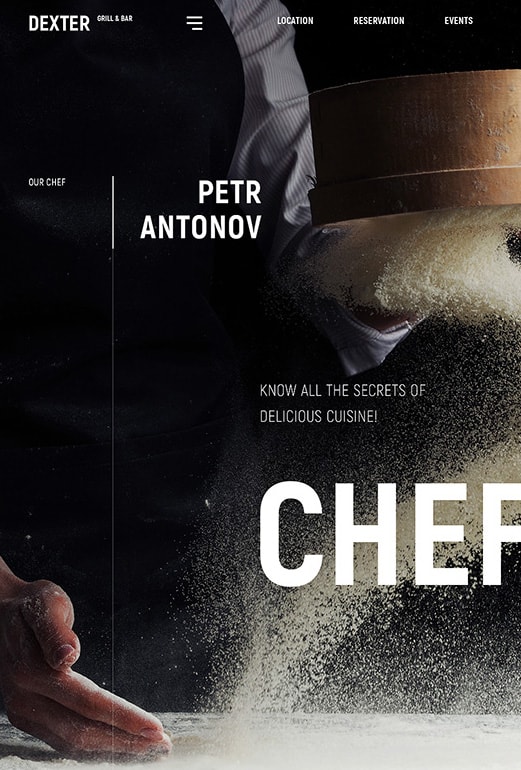 DEXTER GRILL & BAR
LOCATION RESERVATION EVENTS
OUR CHEF
PETR
ANTONOV
KNOW ALL THE SECRETS OF
DELICIOUS CUISINE!
CHEF